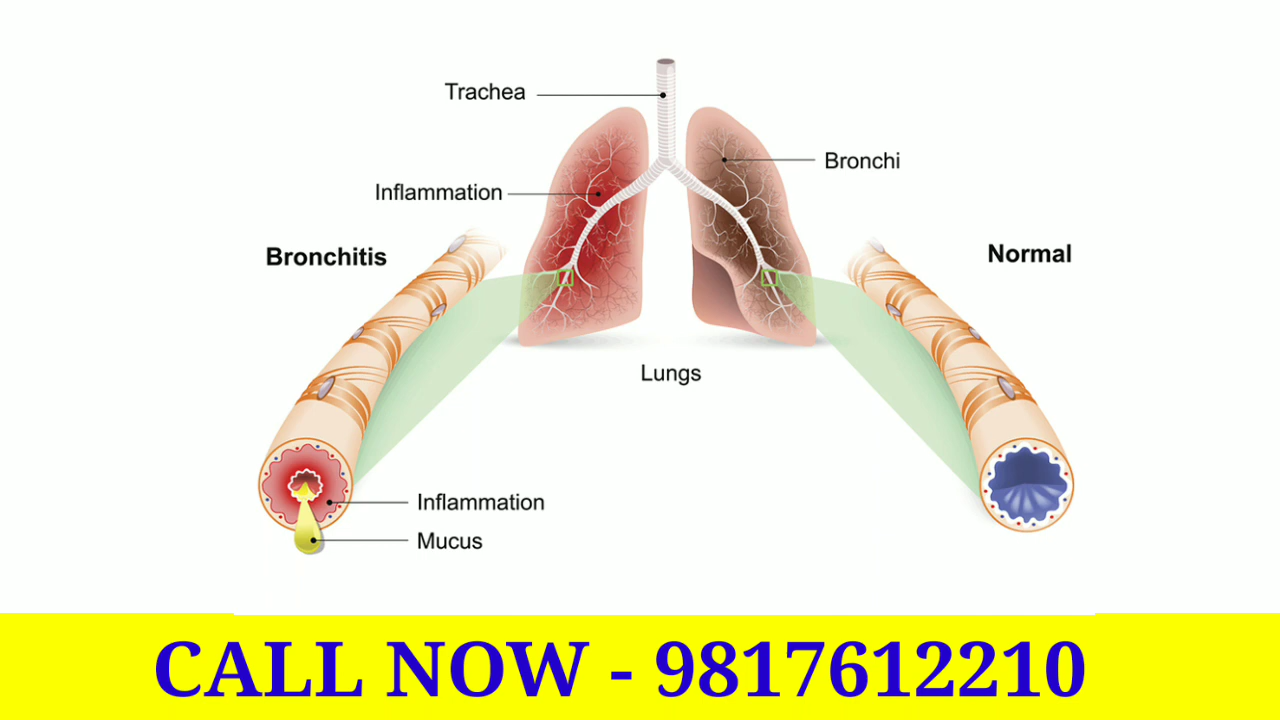 Trachea
Bronchi
Inflammation
Bronchitis
Normal
Lungs
Inflammation
Mucus
CALL NOW - 9817612210